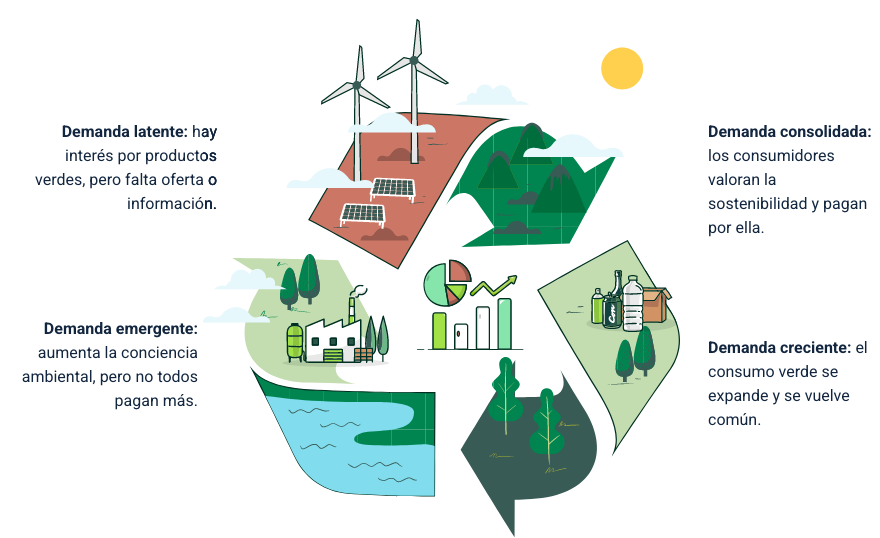 Demanda latente: hay
interés por productos
verdes, pero falta oferta o
información.
Demanda emergente:
aumenta la conciencia
ambiental, pero no todos
pagan más.
Demanda consolidada:
los consumidores
valoran la
sostenibilidad y pagan
por ella.
Demanda creciente: el
consumo verde se
expande y se vuelve
común.